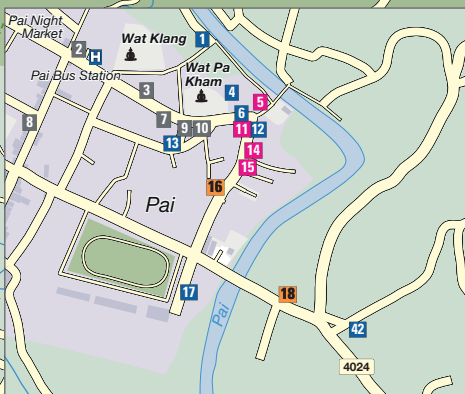 Pai Night
Market
Wat Klang
1
2
H
Pai Bus Station
Wat Pa
Kham
3
4
5
6
7
8
9
10
11
12
13
14
15
16
Pai
17
18
Pai
42
4024